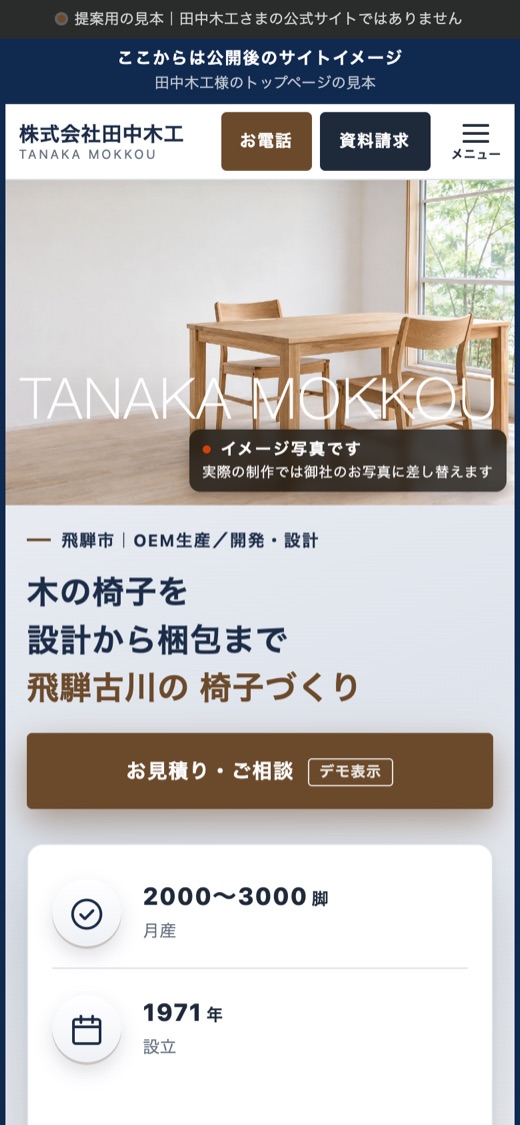 提案用の見本｜田中木工さまの公式サイトではありません
ここからは公開後のサイトイメージ
田中木工様のトップページの見本
株式会社田中木工
TANAKA MOKKOU
お電話
資料請求
メニュー
TANAKA MOKKOU
イメージ写真です
実際の制作では御社のお写真に差し替えます
飛騨市｜OEM生産／開発・設計
木の椅子を
設計から梱包まで
飛騨古川の 椅子づくり
お見積り・ご相談 デモ表示
2000〜3000 脚
月産
1971 年
設立